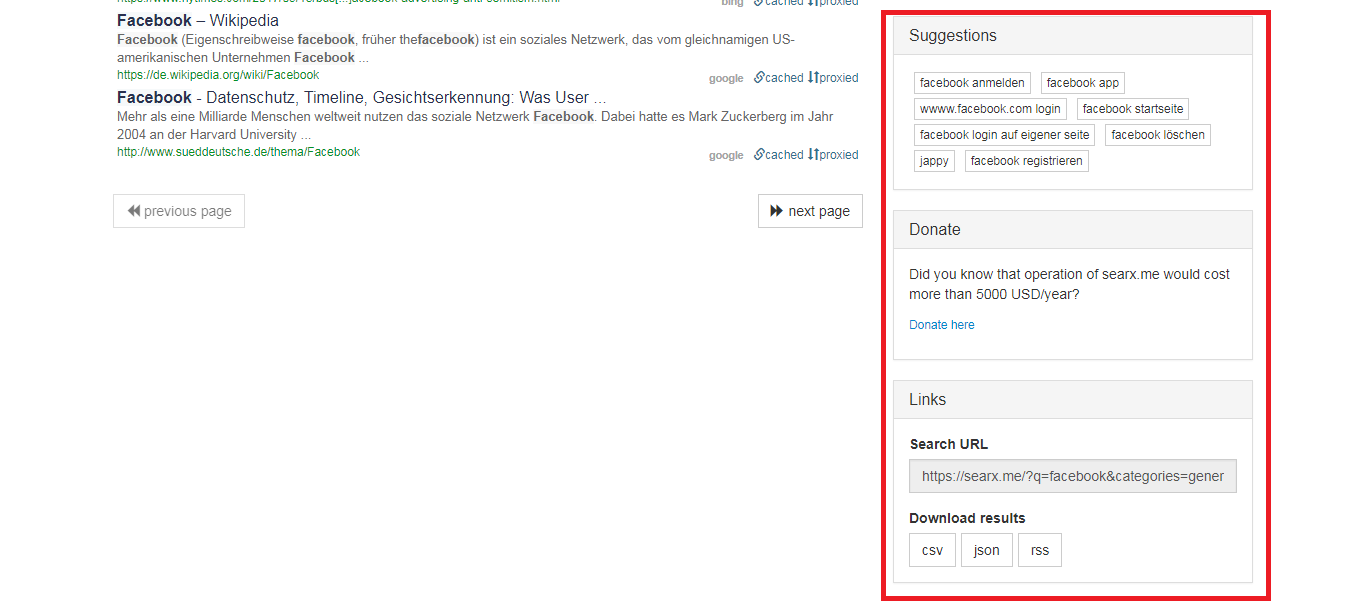 https://www.nytimes.com/2017/09/16/business[...]acebook-advertising-anti-semitism.html
bing cached proxied
Facebook – Wikipedia
Facebook (Eigenschreibweise facebook, früher thefacebook) ist ein soziales Netzwerk, das vom gleichnamigen US-
amerikanischen Unternehmen Facebook ...
https://de.wikipedia.org/wiki/Facebook
google cached proxied
Facebook - Datenschutz, Timeline, Gesichtserkennung: Was User ...
Mehr als eine Milliarde Menschen weltweit nutzen das soziale Netzwerk Facebook. Dabei hatte es Mark Zuckerberg im Jahr
2004 an der Harvard University ...
http://www.sueddeutsche.de/thema/Facebook
google cached proxied
previous page
next page
Suggestions
facebook anmelden facebook app
wwww.facebook.com login facebook startseite
facebook login auf eigener seite facebook löschen
jappy facebook registrieren
Donate
Did you know that operation of searx.me would cost
more than 5000 USD/year?
Donate here
Links
Search URL
https://searx.me/?q=facebook&categories=gener
Download results
csv json rss